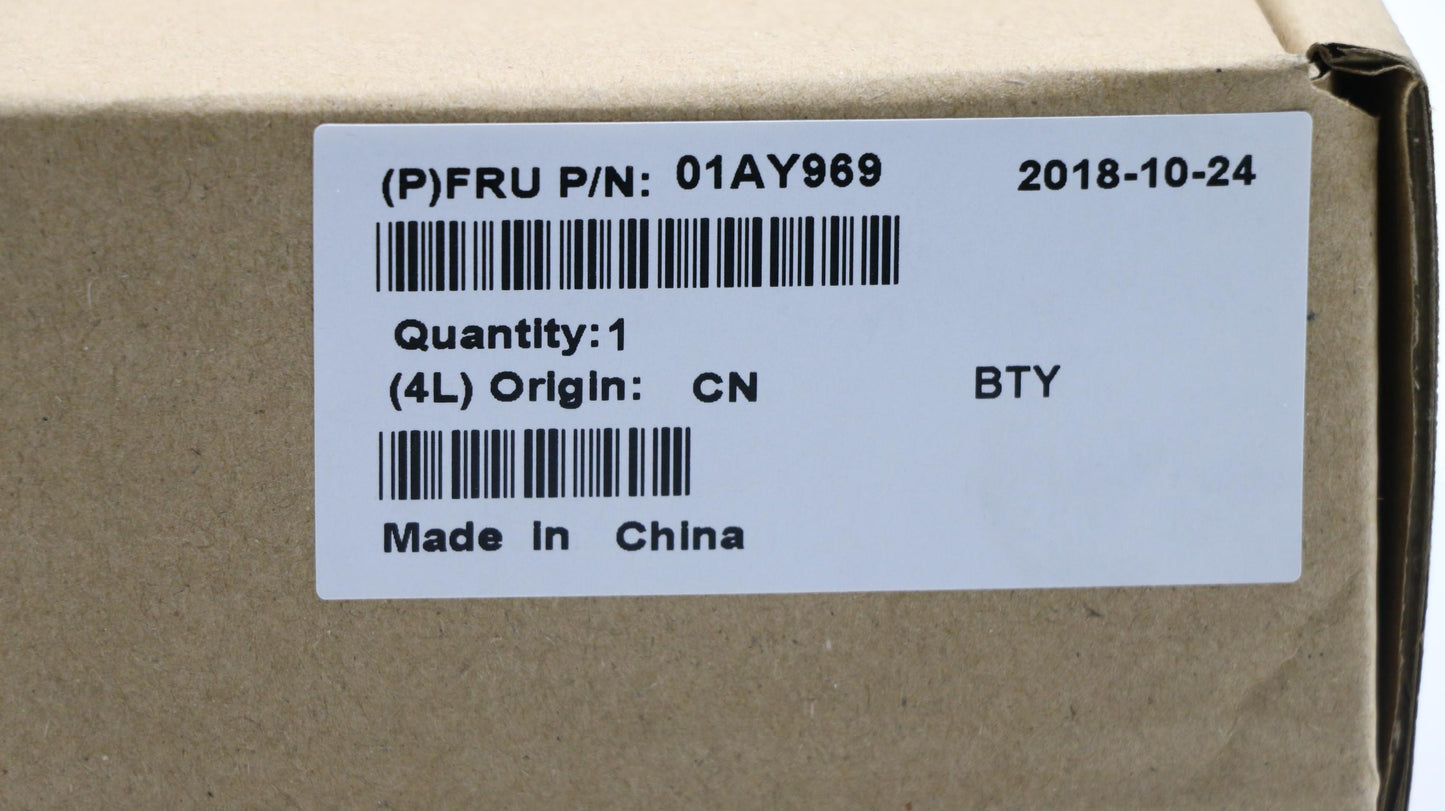 (P)FRU P/N: 01AY969 2018-10-24
Quantity:1
(4L) Origin: CN BTY
Made in China